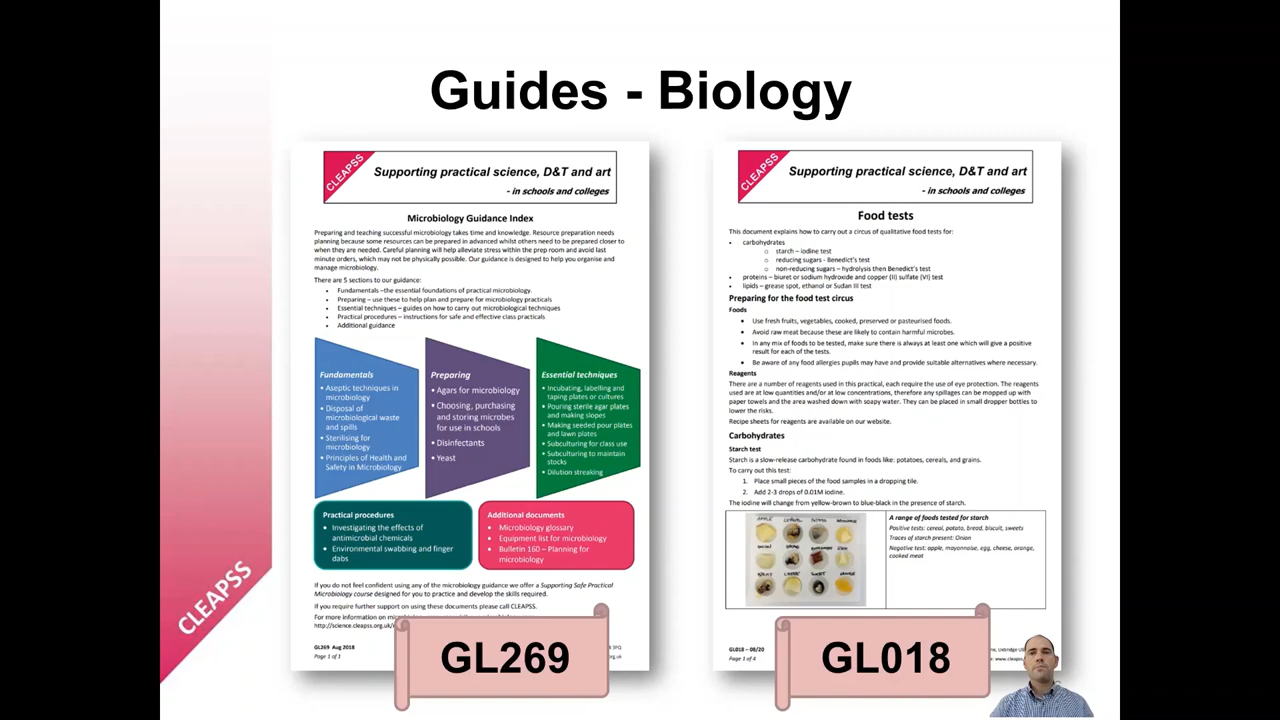 Guides - Biology
CLEAPSS
Supporting practical science, D&T and art
- in schools and colleges
Microbiology Guidance Index
Preparing and teaching successful microbiology takes time and knowledge. Resource preparation needs
planning because some resources can be prepared in advanced whilst others need to be prepared closer to
when they are needed. Careful planning will help alleviate stress within the prep room and avoid last
minute orders, which may not be physically possible. Our guidance is designed to help you organise and
manage microbiology.
There are 5 sections to our guidance:
• Fundamentals –the essential foundations of practical microbiology.
• Preparing – use these to help plan and prepare for microbiology practicals
• Essential techniques – guides on how to carry out microbiological techniques
• Practical procedures – instructions for safe and effective class practicals
• Additional guidance
Fundamentals
• Aseptic techniques in
microbiology
• Disposal of
microbiological waste
and spills
• Sterilising for
microbiology
• Principles of Health and
Safety in Microbiology
Preparing
• Agars for microbiology
• Choosing, purchasing
and storing microbes
for use in schools
• Disinfectants
• Yeast
Essential techniques
• Incubating, labelling and
taping plates or cultures
• Pouring sterile agar plates
and making slopes
• Making seeded pour plates
and lawn plates
• Subculturing for class use
• Subculturing to maintain
stocks
• Dilution streaking
Practical procedures
• Investigating the effects of
antimicrobial chemicals
• Environmental swabbing and finger
dabs
Additional documents
• Microbiology glossary
• Equipment list for microbiology
• Bulletin 160 – Planning for
microbiology
If you do not feel confident using any of the microbiology guidance we offer a Supporting Safe Practical
Microbiology course designed for you to practice and develop the skills required.
If you require further support on using these documents please call CLEAPSS.
For more information on
http://science.cleapss.org.uk/
GL269 Aug 2018
Page 1 of 1
3PQ
GL269
CLEAPSS
Supporting practical science, D&T and art
- in schools and colleges
Food tests
This document explains how to carry out a circus of qualitative food tests for:
• carbohydrates
o starch – iodine test
o reducing sugars - Benedict's test
o non-reducing sugars – hydrolysis then Benedict's test
• proteins – biuret or sodium hydroxide and copper (II) sulfate (VI) test
• lipids – grease spot, ethanol or Sudan III test
Preparing for the food test circus
Foods
• Use fresh fruits, vegetables, cooked, preserved or pasteurised foods.
• Avoid raw meat because these are likely to contain harmful microbes.
• In any mix of foods to be tested, make sure there is always at least one which will give a positive
result for each of the tests.
• Be aware of any food allergies pupils may have and provide suitable alternatives where necessary.
Reagents
There are a number of reagents used in this practical, each require the use of eye protection. The reagents
used are at low quantities and/or at low concentrations, therefore any spillages can be mopped up with
paper towels and the area washed down with soapy water. They can be placed in small dropper bottles to
lower the risks.
Recipe sheets for reagents are available on our website.
Carbohydrates
Starch test
Starch is a slow-release carbohydrate found in foods like: potatoes, cereals, and grains.
To carry out this test:
1. Place small pieces of the food samples in a dropping tile.
2. Add 2-3 drops of 0.01M iodine.
The iodine will change from yellow-brown to blue-black in the presence of starch.
A range of foods tested for starch
Positive tests: cereal, potato, bread, biscuit, sweets
Traces of starch present: Onion
Negative test: apple, mayonnaise, egg, cheese, orange,
cooked meat
GL018 – 08/20
Page 1 of 4
GL018
CLEAPSS